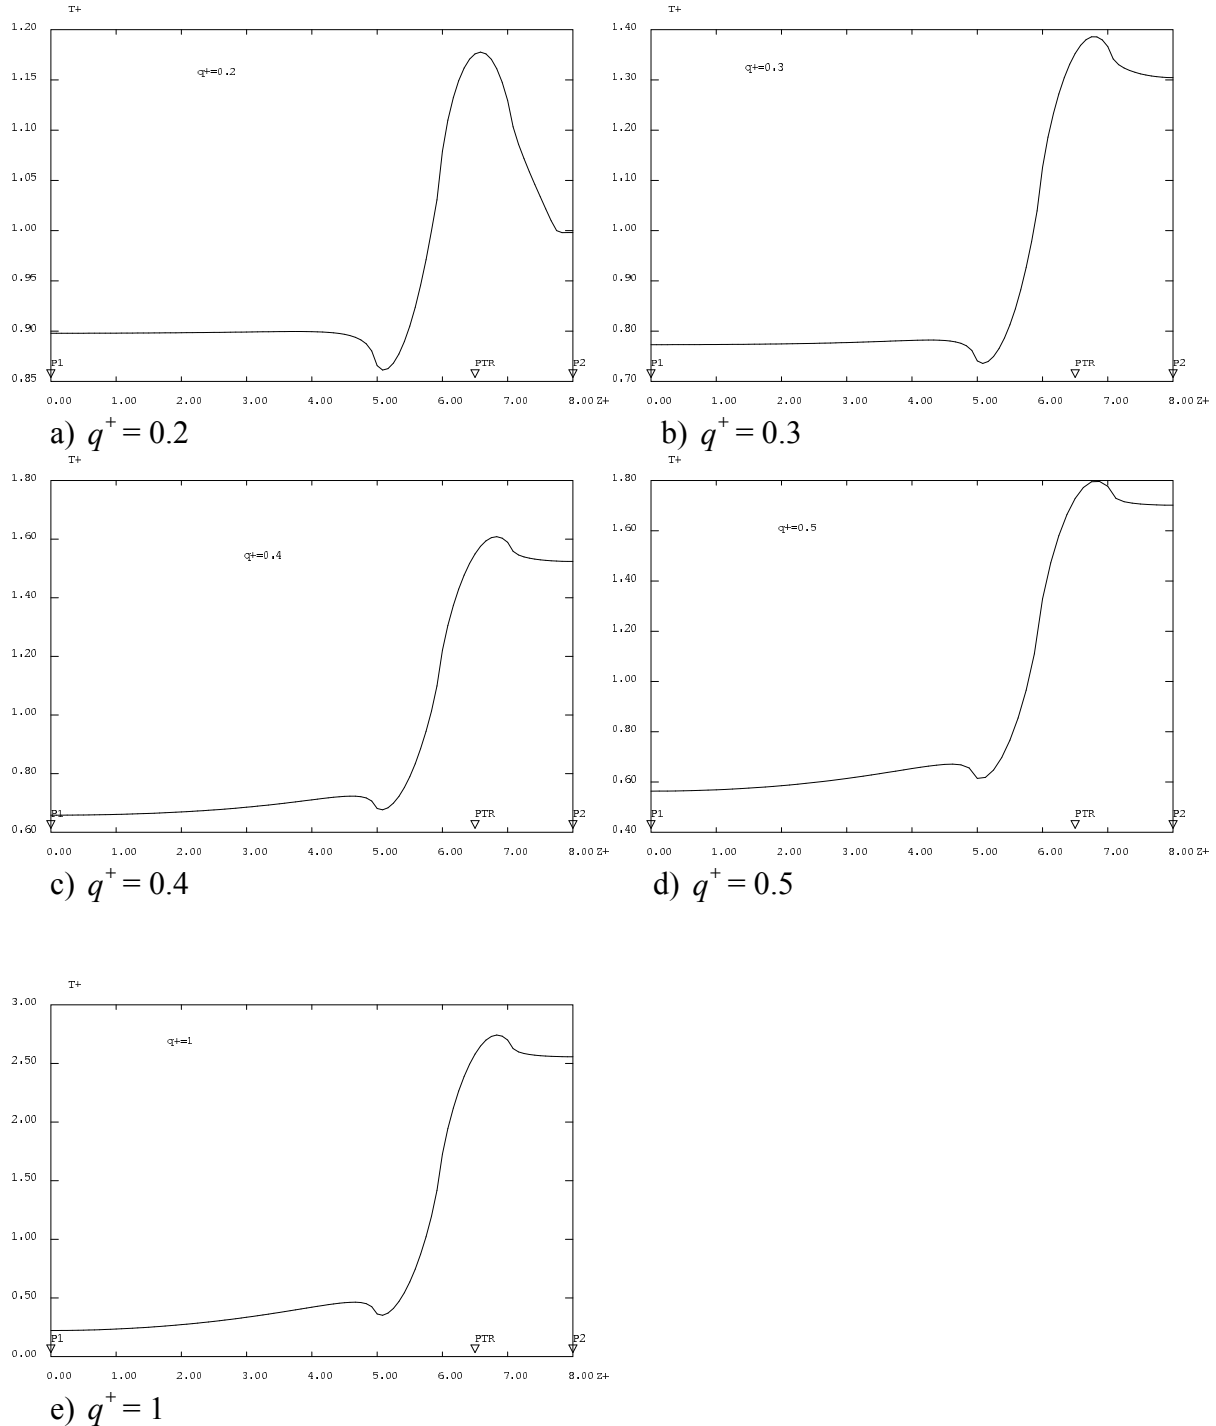 T+
1.20
1.15
1.10
1.05
1.00
0.95
0.90
0.85
q+=0.2
P1
PTR
P2
0.00 1.00 2.00 3.00 4.00 5.00 6.00 7.00 8.00 Z+
a) q+ = 0.2
T+
1.40
1.30
1.20
1.10
1.00
0.90
0.80
0.70
q+=0.3
P1
PTR
P2
0.00 1.00 2.00 3.00 4.00 5.00 6.00 7.00 8.00 Z+
b) q+ = 0.3
T+
1.80
1.60
1.40
1.20
1.00
0.80
0.60
q+=0.4
P1
PTR
P2
0.00 1.00 2.00 3.00 4.00 5.00 6.00 7.00 8.00 Z+
c) q+ = 0.4
T+
1.80
1.60
1.40
1.20
1.00
0.80
0.60
0.40
q+=0.5
P1
PTR
P2
0.00 1.00 2.00 3.00 4.00 5.00 6.00 7.00 8.00 Z+
d) q+ = 0.5
T+
3.00
2.50
2.00
1.50
1.00
0.50
0.00
q+=1
P1
PTR
P2
0.00 1.00 2.00 3.00 4.00 5.00 6.00 7.00 8.00 Z+
e) q+ = 1